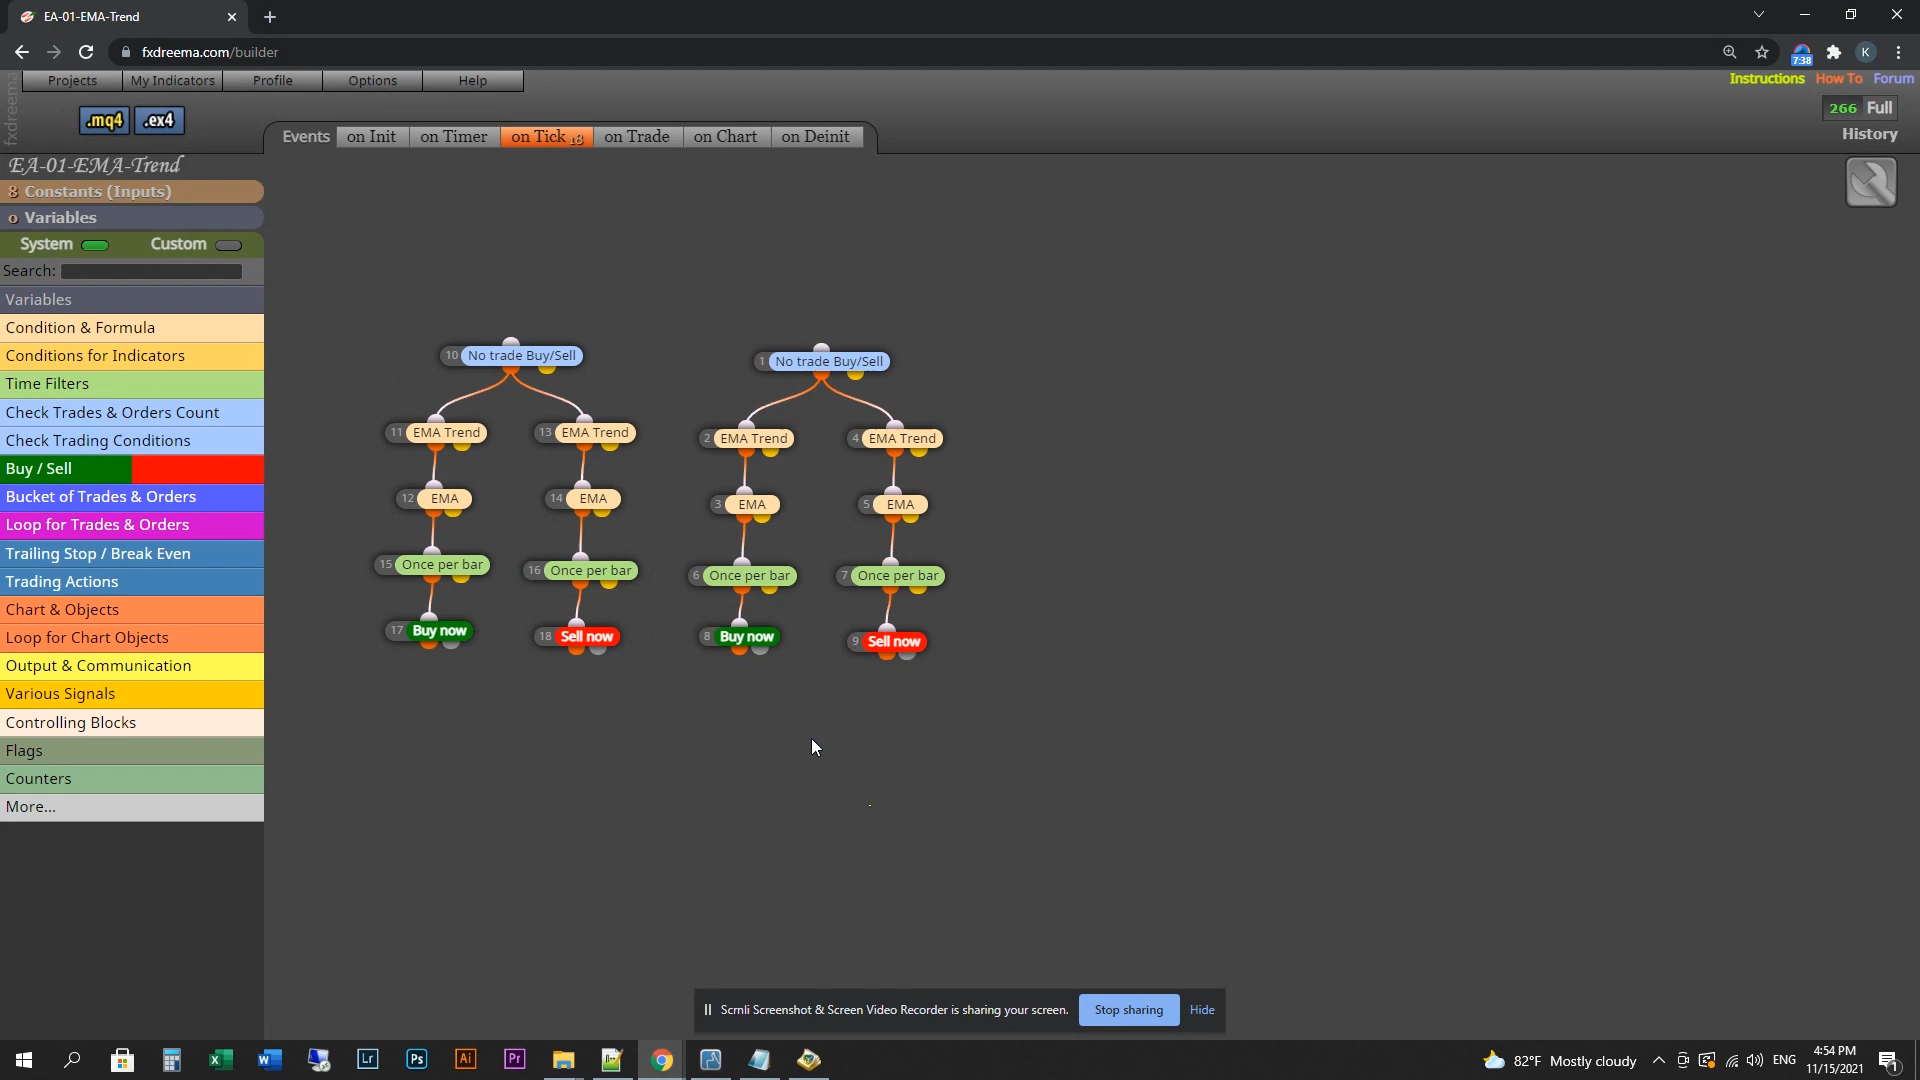 EA-01-EMA-Trend
fxdreema.com/builder
7:38
K
Projects
My Indicators
Profile
Options
Help
Instructions
How To
Forum
fxdreema
.mq4
.ex4
266 Full
History
Events
on Init
on Timer
on Tick 18
on Trade
on Chart
on Deinit
EA-01-EMA-Trend
8 Constants (Inputs)
0 Variables
System
Custom
Search:
Variables
Condition & Formula
Conditions for Indicators
Time Filters
Check Trades & Orders Count
Check Trading Conditions
Buy / Sell
Bucket of Trades & Orders
Loop for Trades & Orders
Trailing Stop / Break Even
Trading Actions
Chart & Objects
Loop for Chart Objects
Output & Communication
Various Signals
Controlling Blocks
Flags
Counters
More...
10 No trade Buy/Sell
1 No trade Buy/Sell
11 EMA Trend
13 EMA Trend
2 EMA Trend
4 EMA Trend
12 EMA
14 EMA
3 EMA
5 EMA
15 Once per bar
16 Once per bar
6 Once per bar
7 Once per bar
17 Buy now
18 Sell now
8 Buy now
9 Sell now
Scrnli Screenshot & Screen Video Recorder is sharing your screen.
Stop sharing
Hide
Lr
Ps
Ai
Pr
82°F Mostly cloudy
ENG
4:54 PM
11/15/2021
1